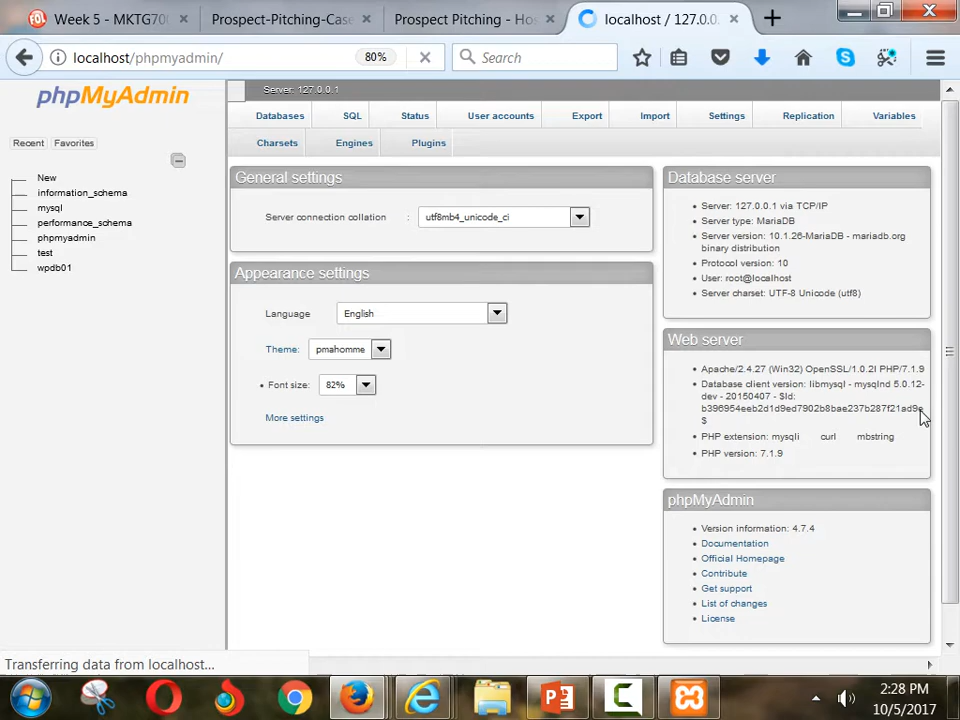 Week 5 - MKTG70
Prospect-Pitching-Cas
Prospect Pitching - Ho
localhost / 127.0.0.
localhost/phpmyadmin/
80%
Search
phpMyAdmin
Recent
Favorites
New
information_schema
mysql
performance_schema
phpmyadmin
test
wpdb01
Server: 127.0.0.1
Databases
SQL
Status
User accounts
Export
Import
Settings
Replication
Variables
Charsets
Engines
Plugins
General settings
Server connection collation :
utf8mb4_unicode_ci
Appearance settings
Language
English
Theme:
pmahomme
Font size:
82%
More settings
Database server
Server: 127.0.0.1 via TCP/IP
Server type: MariaDB
Server version: 10.1.26-MariaDB - mariadb.org
binary distribution
Protocol version: 10
User: root@localhost
Server charset: UTF-8 Unicode (utf8)
Web server
Apache/2.4.27 (Win32) OpenSSL/1.0.2l PHP/7.1.9
Database client version: libmysql - mysqlnd 5.0.12-
dev - 20150407 - $Id:
b396954eeb2d1d9ed7902b8bae237b287f21ad9e
$
PHP extension: mysqli curl mbstring
PHP version: 7.1.9
phpMyAdmin
Version information: 4.7.4
Documentation
Official Homepage
Contribute
Get support
List of changes
License
Transferring data from localhost...
2:28 PM
10/5/2017